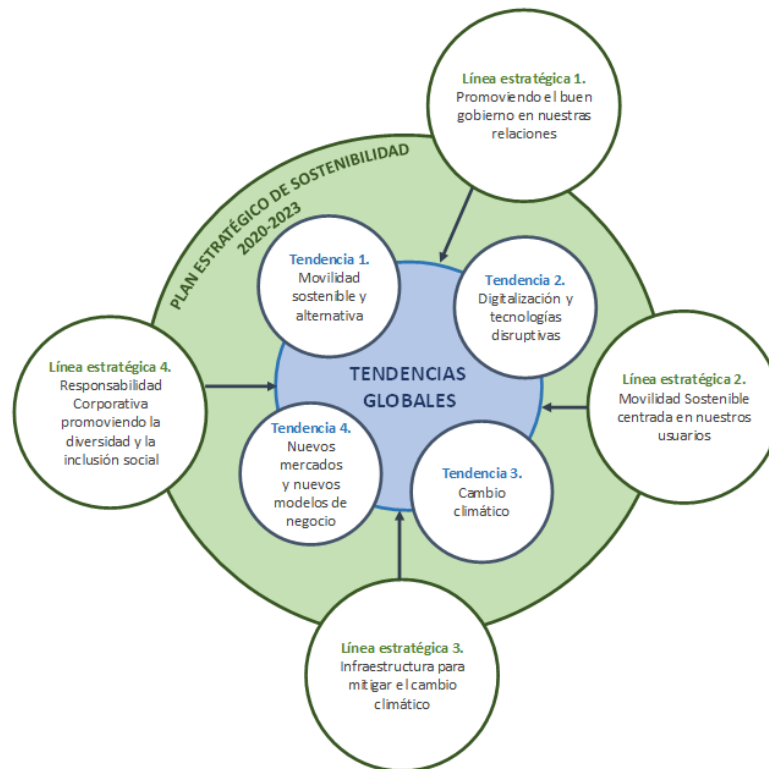 Línea estratégica 1.
Promoviendo el buen
gobierno en nuestras
relaciones
PLAN ESTRATÉGICO DE SOSTENIBILIDAD
2020-2023
Tendencia 1.
Movilidad
sostenible y
alternativa
Tendencia 2.
Digitalización y
tecnologías
disruptivas
TENDENCIAS
GLOBALES
Línea estratégica 4.
Responsabilidad
Corporativa
promoviendo la
diversidad y la
inclusión social
Línea estratégica 2.
Movilidad Sostenible
centrada en nuestros
usuarios
Tendencia 4.
Nuevos
mercados
y nuevos
modelos de
negocio
Tendencia 3.
Cambio
climático
Línea estratégica 3.
Infraestructura para
mitigar el cambio
climático